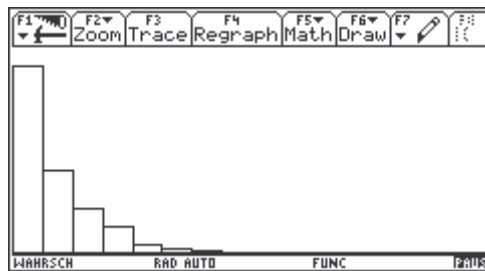 F1 F2 F3 F4 F5 F6 F7
Zoom Trace Regraph Math Draw
WAHRSCH RAD AUTO FUNC